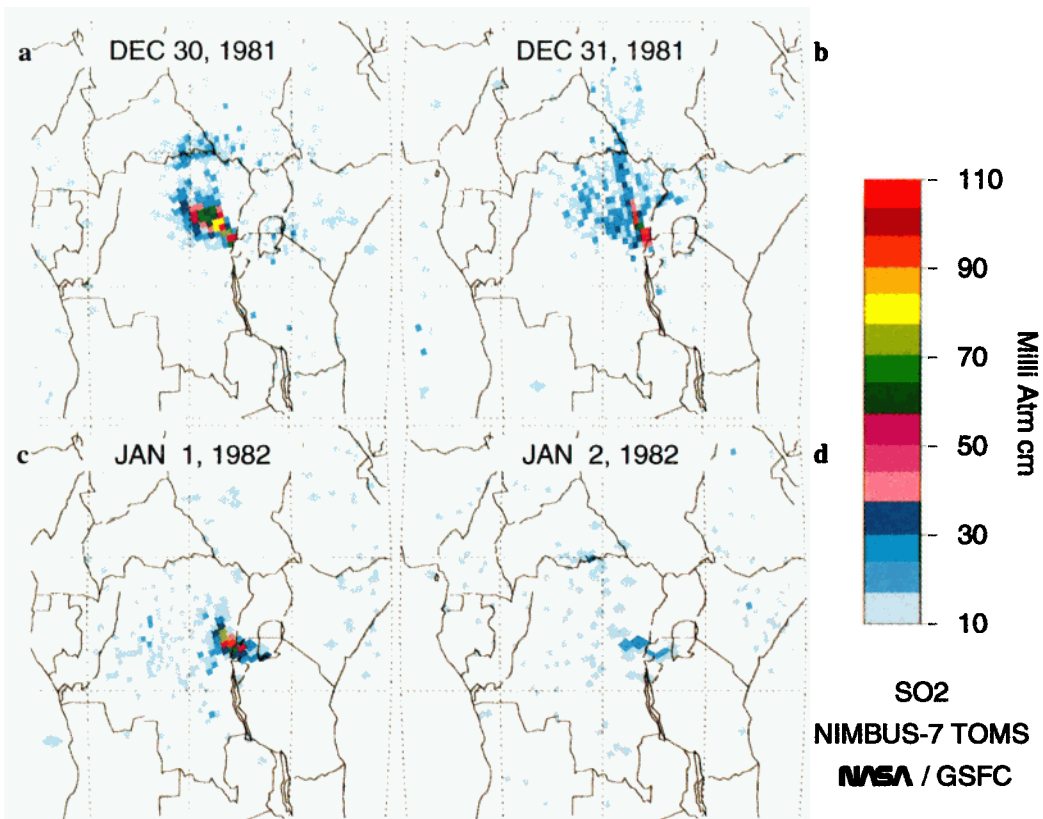 a DEC 30, 1981
DEC 31, 1981 b
c JAN 1, 1982
JAN 2, 1982 d
110
90
70
50
30
10
Milli Atm cm
SO2
NIMBUS-7 TOMS
NASA / GSFC